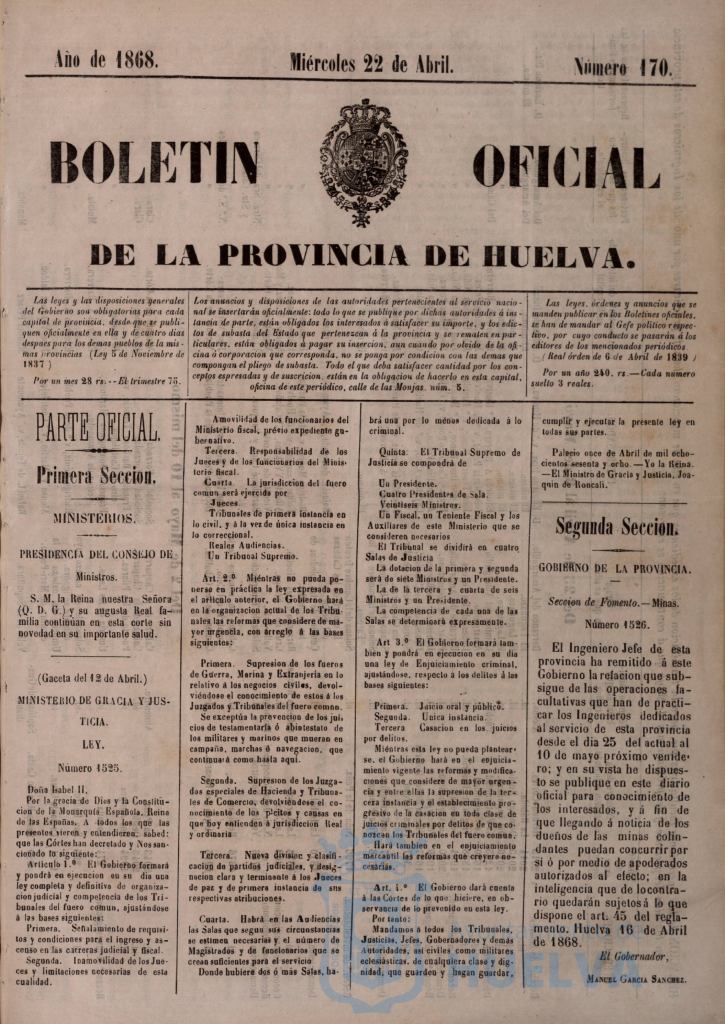 Año de 1868.
Miércoles 22 de Abril.
Número 170.
BOLETIN OFICIAL
DE LA PROVINCIA DE HUELVA.
Las leyes y las disposiciones generales
del Gobierno son obligatorias para cada
capital de provincia, desde que se publi-
quen oficialmente en ella y de cuatro dias
despues para los demas pueblos de la mis-
ma provincias (Ley 5 de Noviembre de
1837 )
Por un mes 28 rs.--El trimestre 75.
Los anuncios y disposiciones de las autoridades pertenecientes al servicio nacio-
nal se insertarán oficialmente: todo lo que se publique por dichas autoridades á ins-
tancia de parte, están obligados los interesados á satisfacer su importe, y los edic-
tos de subasta del Estado que pertenezcan á la provincia y se rematen en par-
ticulares, están obligados á pagar su insercion, aun cuando por olvido de la ofi-
cina ó corporacion que corresponda, no se ponga por condicion con las demas que
compongan el pliego de subasta. Todo el que deba satisfacer cantidad por los con-
ceptos espresados y de suscricion, están en la obligacion de hacerlo en esta capital,
oficina de este periódico, calle de las Monjas. núm. 5.
Las leyes, órdenes y anuncios que se
manden publicar en los Boletines oficiales,
se han de mandar al Gefe político respec-
tivo, por cuyo conducto se pasarán á los
editores de los mencionados periódicos
(Real órden de 6 de Abril de 1839 )
Por un año 240, rs.—Cada número
suelto 3 reales.
PARTE OFICIAL.
Primera Seccion.
MINISTERIOS.
PRESIDENCIA DEL CONSEJO DE
Ministros.
S. M. la Reina nuestra Señora
(Q. D. G.) y su augusta Real fa-
milia continúan en esta corte sin
novedad en su importante salud.
(Gaceta del 12 de Abril.)
MINISTERIO DE GRACIA Y JUS-
TICIA.
LEY.
Número 1525.
Doña Isabel II,
Por la gracia de Dios y la Constitu-
cion de la Monarquía Española, Reina
de las Españas. A todos los que las
presentes vieren y entendieren, sabed:
que las Córtes han decretado y Nos san-
cionado lo siguiente:
Artículo 1.º El Gobierno formará
y pondrá en ejecucion en su dia una
ley completa y definitiva de organiza-
cion judicial y competencia de los Tri-
bunales del fuero comun, ajustándose
á las bases siguientes:
Primera. Señalamiento de requisi-
tos y condiciones para el ingreso y as-
censo en las carreras judicial y fiscal.
Segunda. Inamovilidad de los Jue-
ces y limitaciones necesarias de esta
cualidad.
Amovilidad de los funcionarios del
Ministerio fiscal, prévio expediente gu-
bernativo.
Tercera. Responsabilidad de los
Jueces y de los funcionarios del Minis-
terio fiscal.
Cuarta. La jurisdiccion del fuero
comun será ejercida por
Jueces.
Tribunales de primera instancia en
lo civil, y á la vez de única instancia en
lo correccional.
Reales Audiencias.
Un Tribunal Supremo.
Art. 2.º Miéntras no pueda po-
nerse en práctica la ley expresada en
el artículo anterior, el Gobierno hará
en la organizacion actual de los Tribu-
nales las reformas que considere de ma-
yor urgencia, con arreglo á las bases
siguientes:
Primera. Supresion de los fueros
de Guerra, Marina y Extranjería en lo
relativo á los negocios civiles, devol-
viéndose el conocimiento de estos á los
Juzgados y Tribunales del fuero comun.
Se exceptúa la prevencion de los jui-
cios de testamentaría ó abintestato de
los militares y marinos que mueran en
campaña, marchas ó navegacion, que
continuará como hasta aquí.
Segunda. Supresion de los Juzga-
dos especiales de Hacienda y Tribuna-
les de Comercio, devolviéndose el co-
nocimiento de los pleitos y causas en
que hoy entienden á jurisdiccion Real
y ordinaria
Tercera. Nueva division y clasifi-
cacion de partidos judiciales, y desig-
nacion clara y terminante á los Jueces
de paz y de primera instancia de sus
respectivas atribuciones.
Cuarta. Habrá en las Audiencias
las Salas que segun sus circunstancias
se estimen necesarias y el número de
Magistrados y de funcionarios que se
crean suficientes para el servicio
Donde hubiere dos ó más Salas, ha-
brá una por lo ménos dedicada á lo
criminal.
Quinta. El Tribunal Supremo de
Justicia se compondrá de
Un Presidente.
Cuatro Presidentes de Sala.
Veintiseis Ministros.
Un Fiscal, un Teniente Fiscal y los
Auxiliares de este Ministerio que se
consideren necesarios
El Tribunal se dividirá en cuatro
Salas de Justicia
La dotacion de la primera y segunda
será de siete Ministros y un Presidente.
La de la tercera y cuarta de seis
Ministros y un Presidente.
La competencia de cada una de las
Salas se determinará expresamente.
Art 3.º El Gobierno formará tam
bien y pondrá en ejecucion en su dia
una ley de Enjuiciamiento criminal,
ajustándose, respecto á los delitos á las
bases siguientes:
Primera. Juicio oral y público.
Segunda. Unica instancia.
Tercera Casacion en los juicios
por delitos.
Miéntras esta ley no pueda plantear-
se, el Gobierno hará en el enjuicia-
miento vigente las reformas y modifica-
ciones que considere de mayor urgen-
cia y entre ellas la supresion de la ter-
cera instancia y el establecimiento pro-
gresivo de la casacion en toda clase de
juicios criminales por delitos de que co-
nozcan los Tribunales del fuero comun.
Hará tambien en el enjuiciamiento
mercantil las reformas que creyere ne-
cesarias.
Art. 4.º El Gobierno dará cuenta
á las Córtes de lo que hiciere, en ob-
servancia de lo prevenido en esta ley.
Por tanto:
Mandamos á todos los Tribunales,
Justicias, Jefes, Gobernadores y demás
Autoridades, así civiles como militares
eclesiásticas, de cualquiera clase y dig-
nidad, que guarden y hagan guardar,
cumplir y ejecutar la presente ley en
todas sus partes.
Palacio once de Abril de mil ocho-
cientos sesenta y ocho.—Yo la Reina.
—El Ministro de Gracia y Justicia, Joa-
quin de Roncali.
Segunda Seccion.
GOBIERNO DE LA PROVINCIA.
Seccion de Fomento.—Minas.
Número 1526.
El Ingeniero Jefe de esta
provincia ha remitido á este
Gobierno la relacion que sub-
sigue de las operaciones fa-
cultativas que han de practi-
car los Ingenieros dedicados
al servicio de esta provincia
desde el dia 25 del actual al
10 de mayo próximo venide-
ro; y en su vista he dispues-
to se publique en este diario
oficial para conocimiento de
los interesados, y á fin de
que llegando á noticia de los
dueños de las minas colin-
dantes puedan concurrir por
sí ó por medio de apoderados
autorizados al efecto; en la
inteligencia que de lo contra-
rio quedarán sujetos á lo que
dispone el art. 45 del regla-
mento. Huelva 16 de Abril
de 1868.
El Gobernador,
MANUEL GARCIA SANCHEZ.
HUELVA